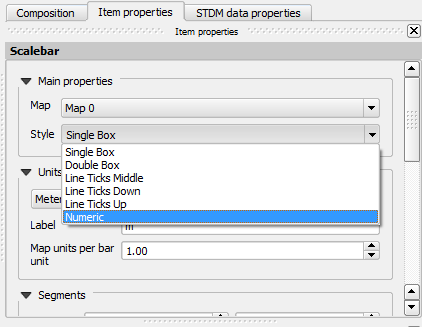 Composition Item properties STDM data properties
Item properties
Scalebar
Main properties
Map Map 0
Style Single Box
Single Box
Double Box
Line Ticks Middle
Line Ticks Down
Line Ticks Up
Numeric
Units
Label
Map units per bar unit 1.00
Segments